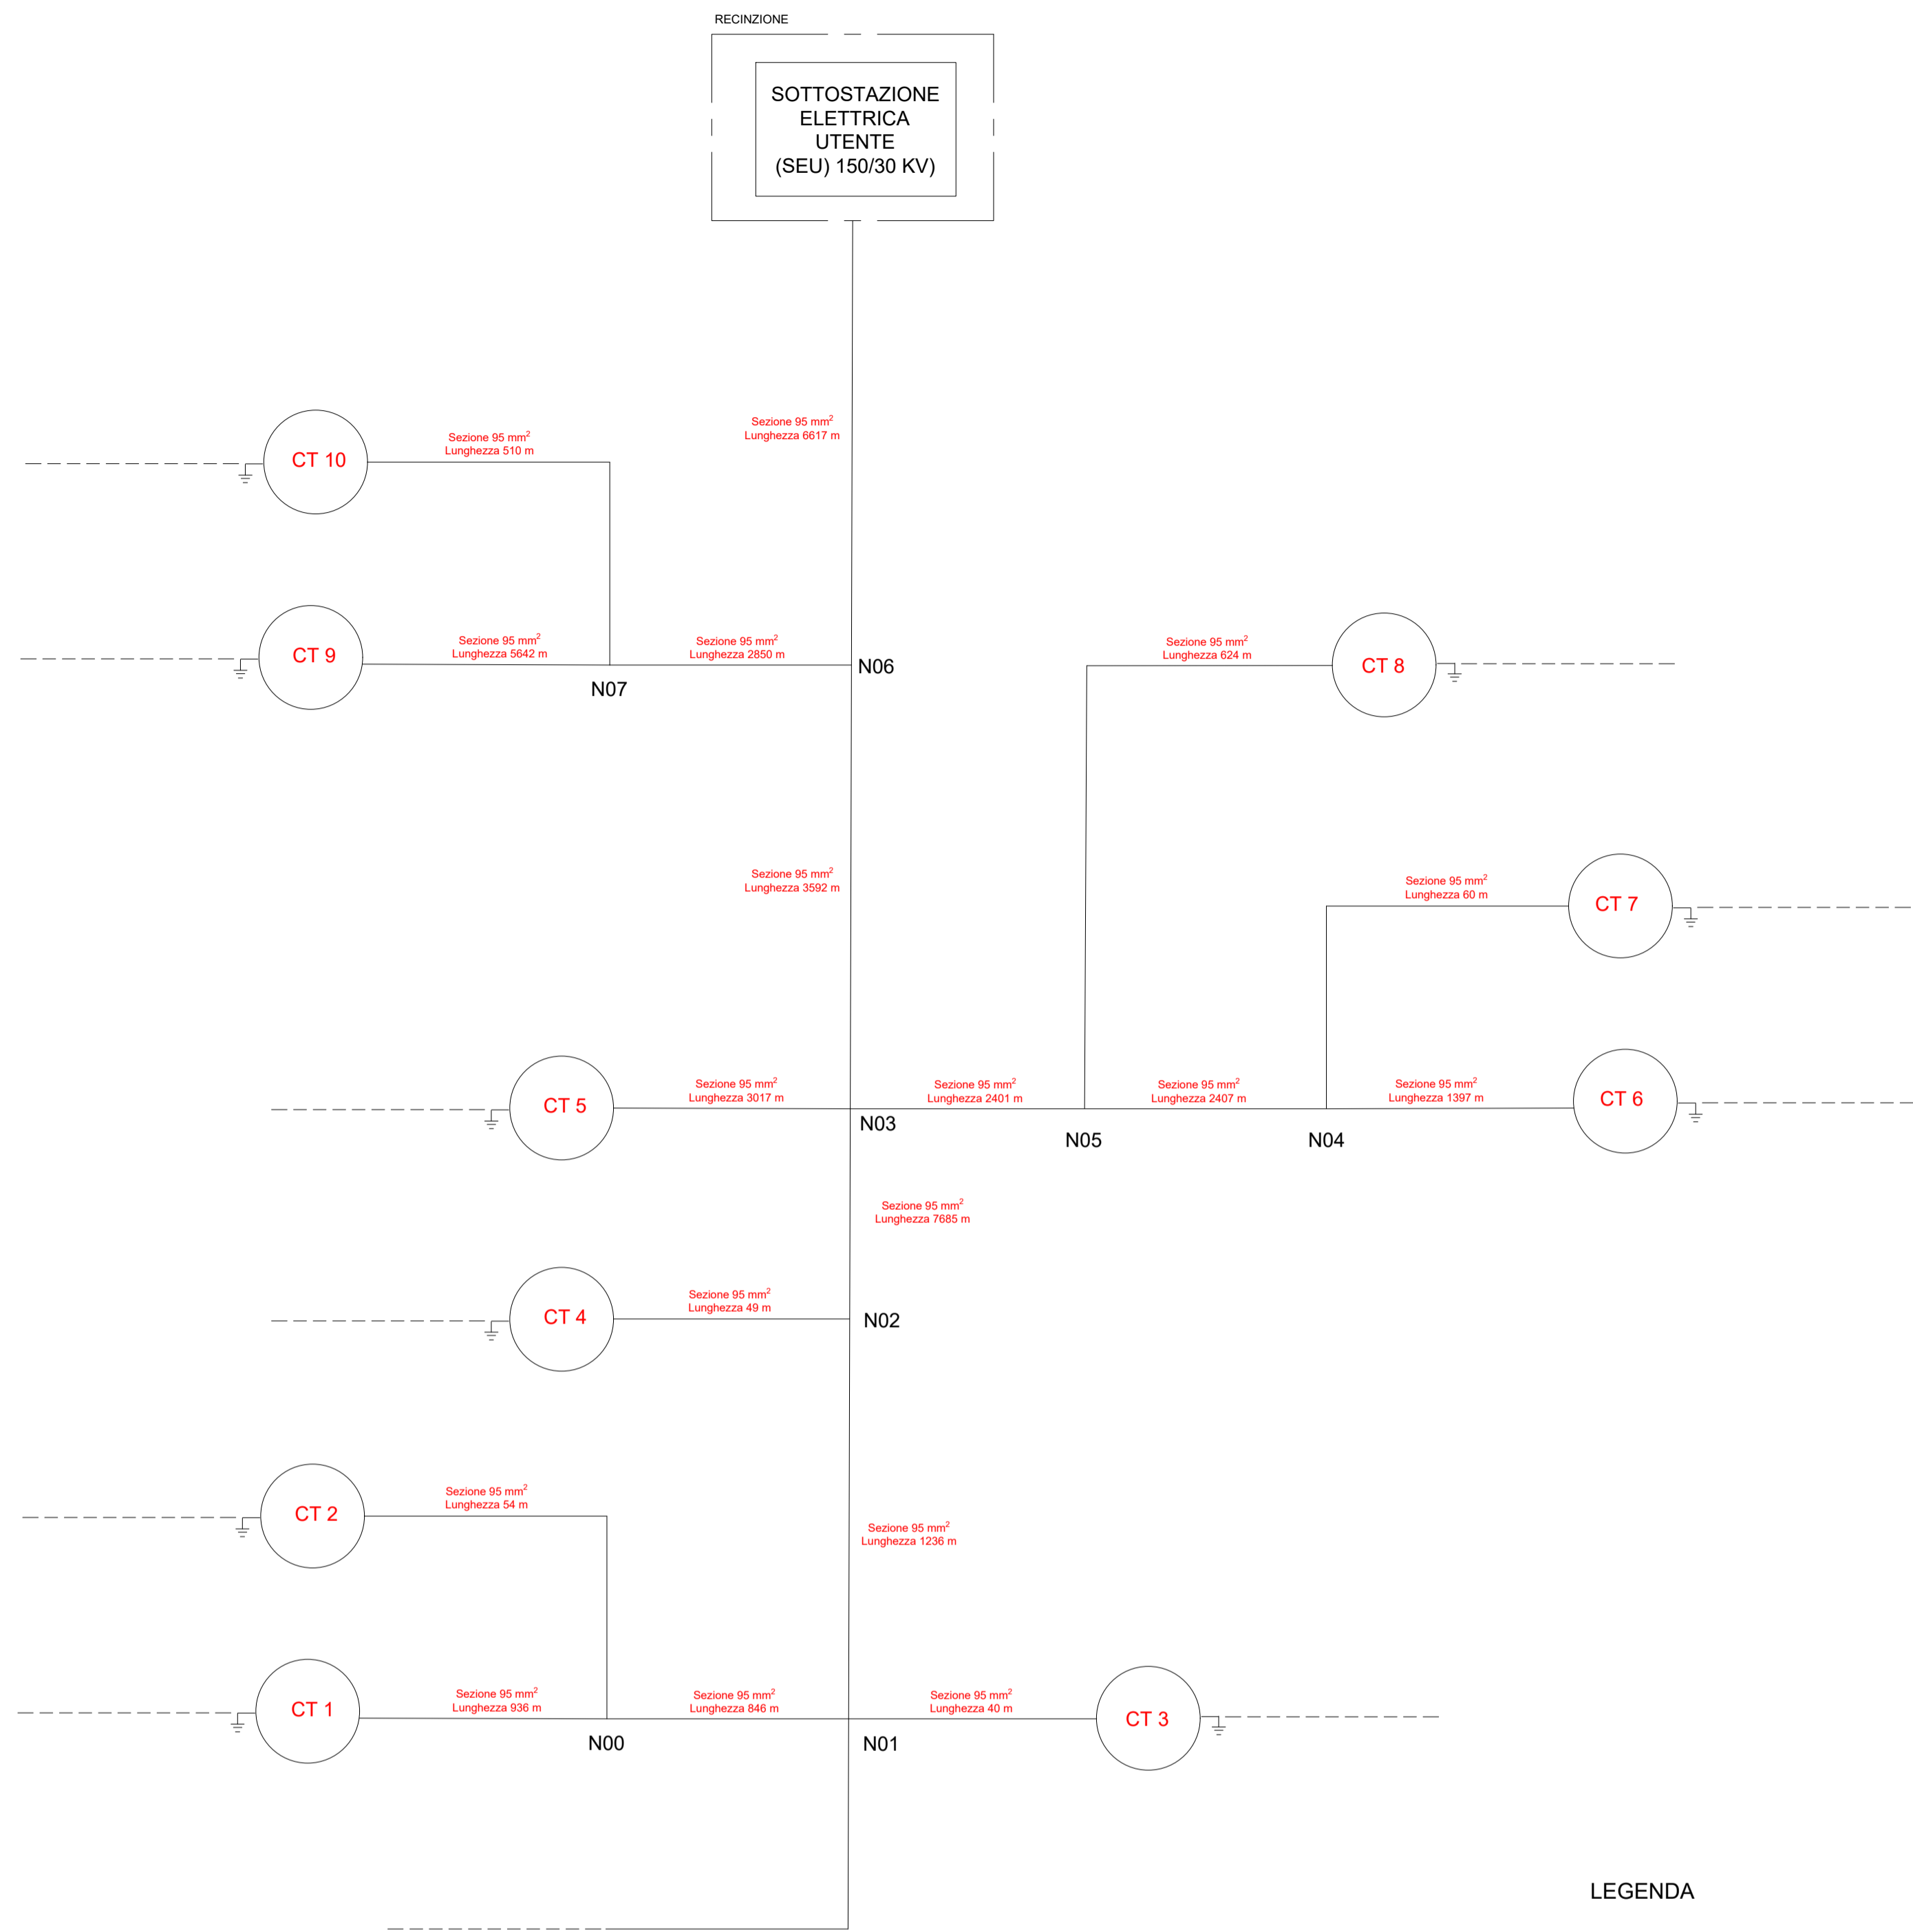 RECINZIONE
SOTTOSTAZIONE
ELETTRICA
UTENTE
(SEU) 150/30 KV)
Sezione 95 mm²
Lunghezza 6617 m
Sezione 95 mm²
Lunghezza 510 m
CT 10
Sezione 95 mm²
Lunghezza 5642 m
Sezione 95 mm²
Lunghezza 2850 m
CT 9
N06
N07
Sezione 95 mm²
Lunghezza 624 m
CT 8
Sezione 95 mm²
Lunghezza 3592 m
Sezione 95 mm²
Lunghezza 60 m
CT 7
Sezione 95 mm²
Lunghezza 3017 m
Sezione 95 mm²
Lunghezza 2401 m
Sezione 95 mm²
Lunghezza 2407 m
Sezione 95 mm²
Lunghezza 1397 m
CT 5
CT 6
N03
N05
N04
Sezione 95 mm²
Lunghezza 7685 m
Sezione 95 mm²
Lunghezza 49 m
CT 4
N02
Sezione 95 mm²
Lunghezza 54 m
CT 2
Sezione 95 mm²
Lunghezza 1236 m
Sezione 95 mm²
Lunghezza 936 m
Sezione 95 mm²
Lunghezza 846 m
Sezione 95 mm²
Lunghezza 40 m
CT 1
CT 3
N00
N01
LEGENDA